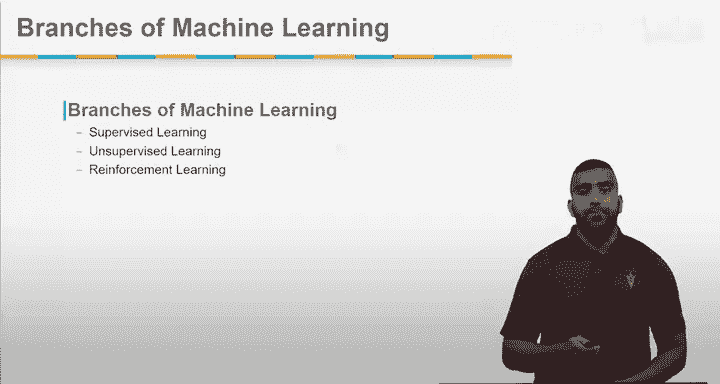 Branches of Machine Learning
Branches of Machine Learning
– Supervised Learning
– Unsupervised Learning
– Reinforcement Learning